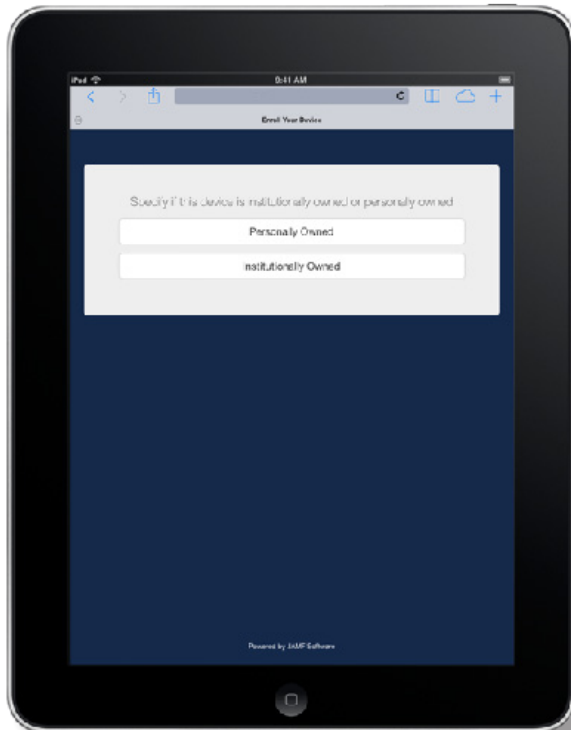 iPad 9:41 AM
Enroll Your Device
Specify if this device is institutionally owned or personally owned
Personally Owned
Institutionally Owned
Powered by JAMF Software